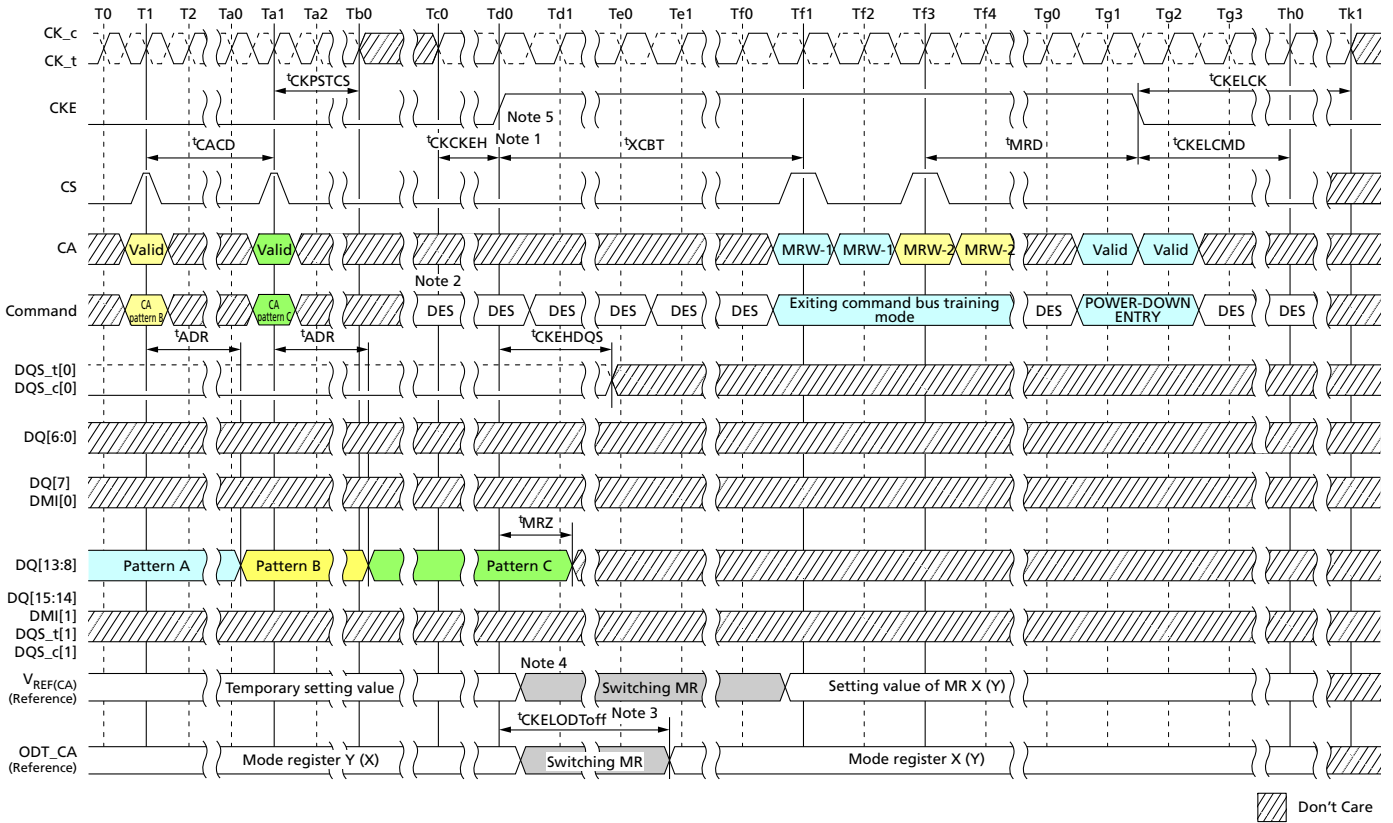 T0 T1 T2 Ta0 Ta1 Ta2 Tb0 Tc0 Td0 Td1 Te0 Te1 Tf0 Tf1 Tf2 Tf3 Tf4 Tg0 Tg1 Tg2 Tg3 Th0 Tk1
CK_c
CK_t
tCKPSTCS tCKELCK
CKE
Note 5
tCACD tCKCKEH Note 1 tXCBT tMRD tCKELCMD
CS
CA Valid Valid MRW-1 MRW-1 MRW-2 MRW-2 Valid Valid
Note 2
Command CA pattern B CA pattern C DES DES DES DES DES DES Exiting command bus training mode DES POWER-DOWN ENTRY DES DES
tADR tADR tCKEHDQS
DQS_t[0]
DQS_c[0]
DQ[6:0]
DQ[7]
DMI[0]
tMRZ
DQ[13:8] Pattern A Pattern B Pattern C
DQ[15:14]
DMI[1]
DQS_t[1]
DQS_c[1]
Note 4
VREF(CA)
(Reference)
Temporary setting value Switching MR Setting value of MR X (Y)
tCKELODToff Note 3
ODT_CA
(Reference)
Mode register Y (X) Switching MR Mode register X (Y)
Don't Care